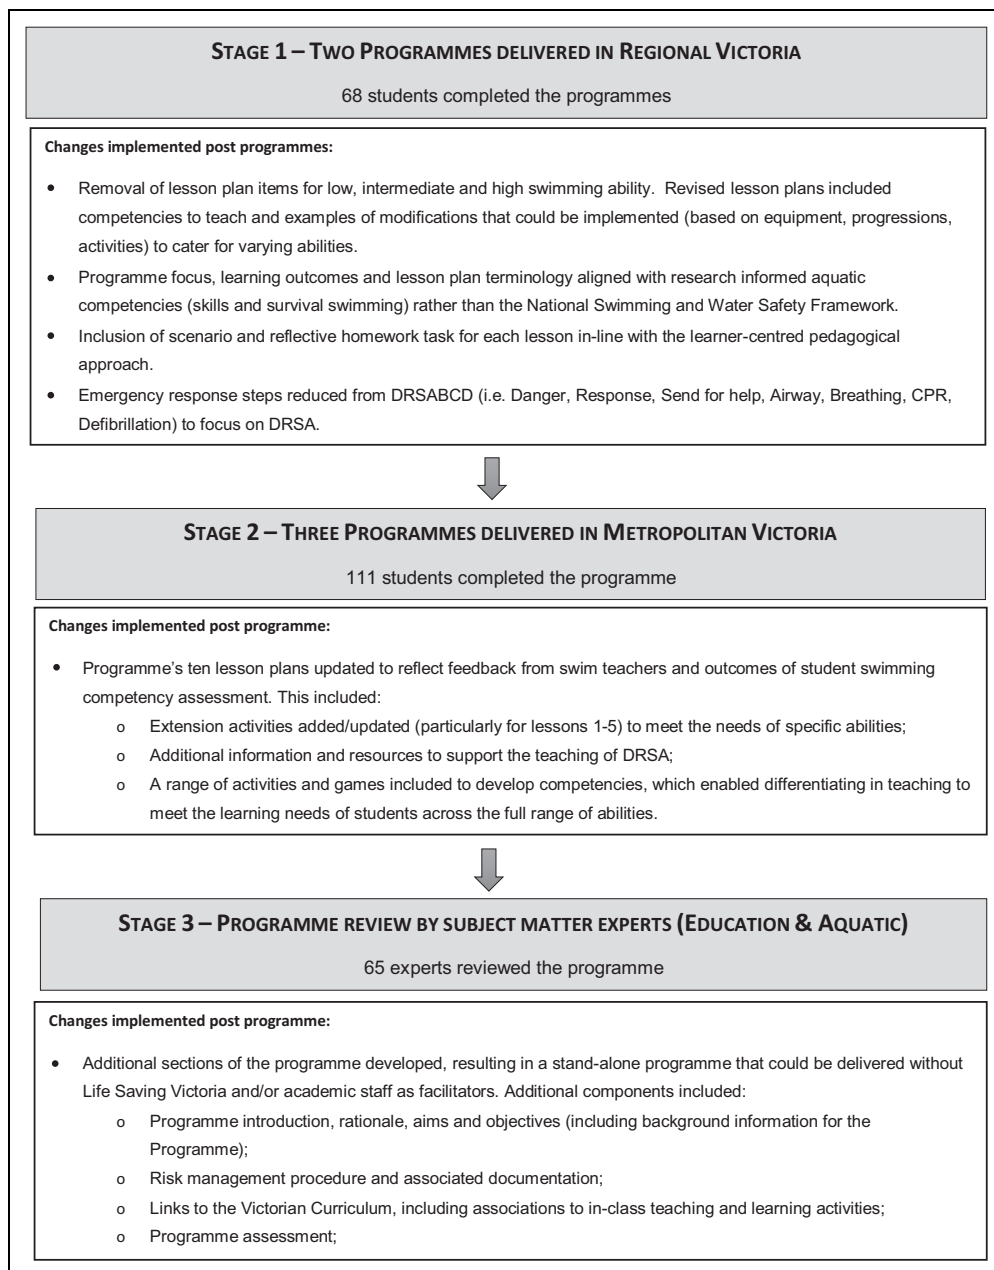 STAGE 1 – TWO PROGRAMMES DELIVERED IN REGIONAL VICTORIA
68 students completed the programmes
Changes implemented post programmes:
• Removal of lesson plan items for low, intermediate and high swimming ability.  Revised lesson plans included
competencies to teach and examples of modifications that could be implemented (based on equipment, progressions,
activities) to cater for varying abilities.
• Programme focus, learning outcomes and lesson plan terminology aligned with research informed aquatic
competencies (skills and survival swimming) rather than the National Swimming and Water Safety Framework.
• Inclusion of scenario and reflective homework task for each lesson in-line with the learner-centred pedagogical
approach.
• Emergency response steps reduced from DRSABCD (i.e. Danger, Response, Send for help, Airway, Breathing, CPR,
Defibrillation) to focus on DRSA.
STAGE 2 – THREE PROGRAMMES DELIVERED IN METROPOLITAN VICTORIA
111 students completed the programme
Changes implemented post programme:
• Programme's ten lesson plans updated to reflect feedback from swim teachers and outcomes of student swimming
competency assessment. This included:
o Extension activities added/updated (particularly for lessons 1-5) to meet the needs of specific abilities;
o Additional information and resources to support the teaching of DRSA;
o A range of activities and games included to develop competencies, which enabled differentiating in teaching to
meet the learning needs of students across the full range of abilities.
STAGE 3 – PROGRAMME REVIEW BY SUBJECT MATTER EXPERTS (EDUCATION & AQUATIC)
65 experts reviewed the programme
Changes implemented post programme:
• Additional sections of the programme developed, resulting in a stand-alone programme that could be delivered without
Life Saving Victoria and/or academic staff as facilitators. Additional components included:
o Programme introduction, rationale, aims and objectives (including background information for the
Programme);
o Risk management procedure and associated documentation;
o Links to the Victorian Curriculum, including associations to in-class teaching and learning activities;
o Programme assessment;